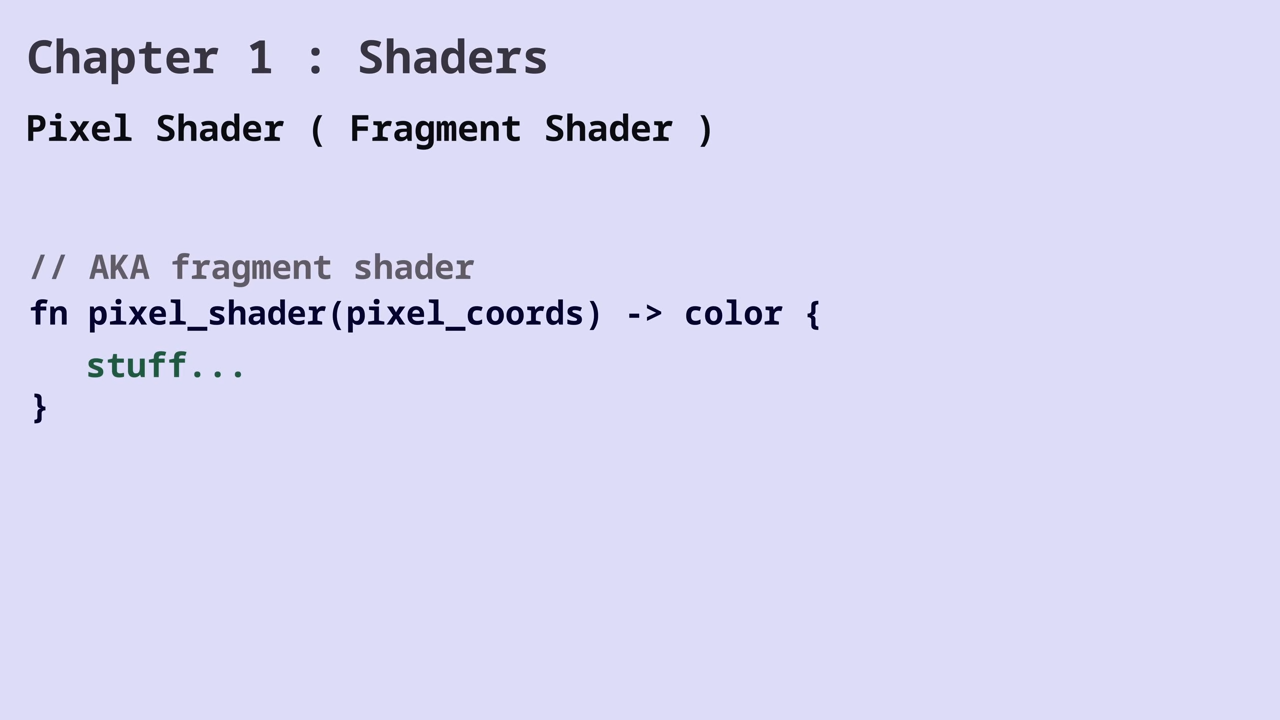 Chapter 1 : Shaders
Pixel Shader ( Fragment Shader )
// AKA fragment shader
fn pixel_shader(pixel_coords) -> color {
stuff...
}